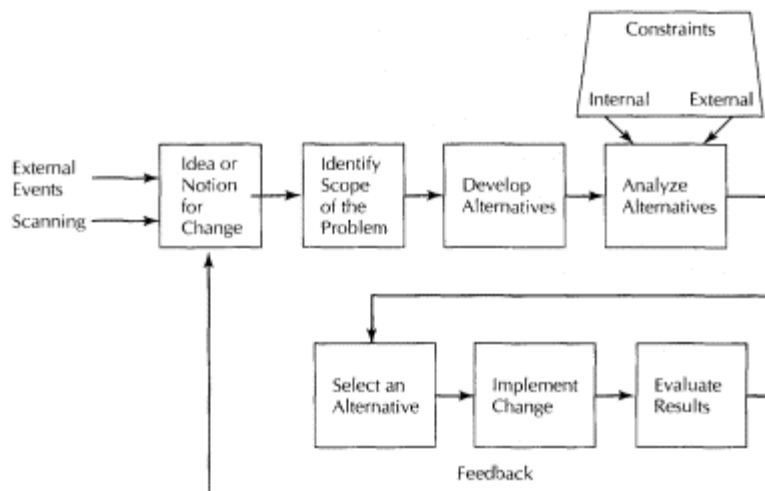 Constraints
Internal External
External
Events
Scanning
Idea or
Notion
for
Change
Identify
Scope
of the
Problem
Develop
Alternatives
Analyze
Alternatives
Select an
Alternative
Implement
Change
Evaluate
Results
Feedback